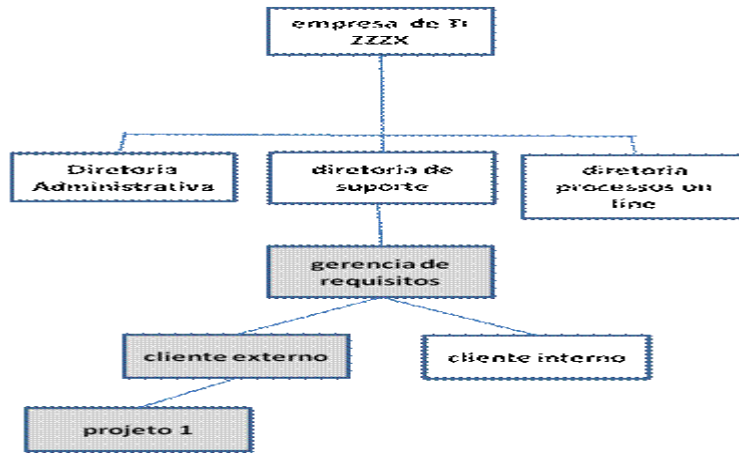 empresa de TI
ZZZX
Diretoria
Administrativa
diretoria de
suporte
diretoria
processos on
line
gerencia de
requisitos
cliente externo
cliente interno
projeto 1